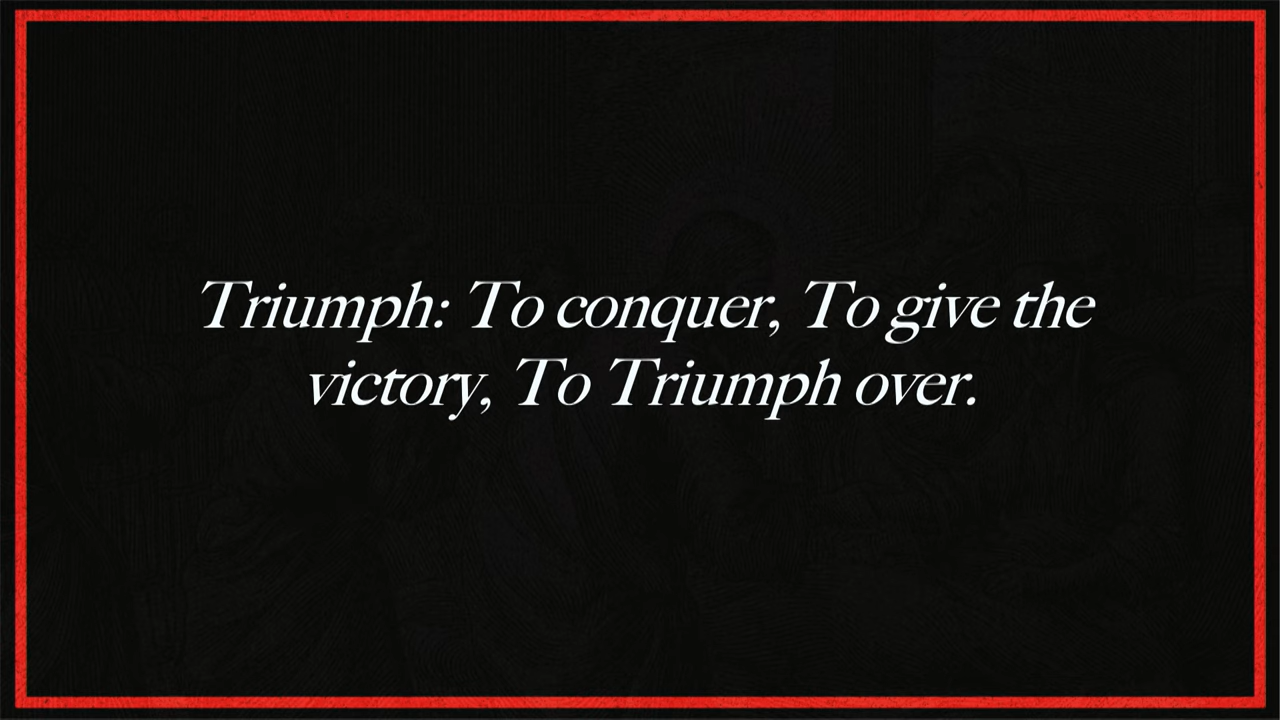 Triumph: To conquer, To give the
victory, To Triumph over.